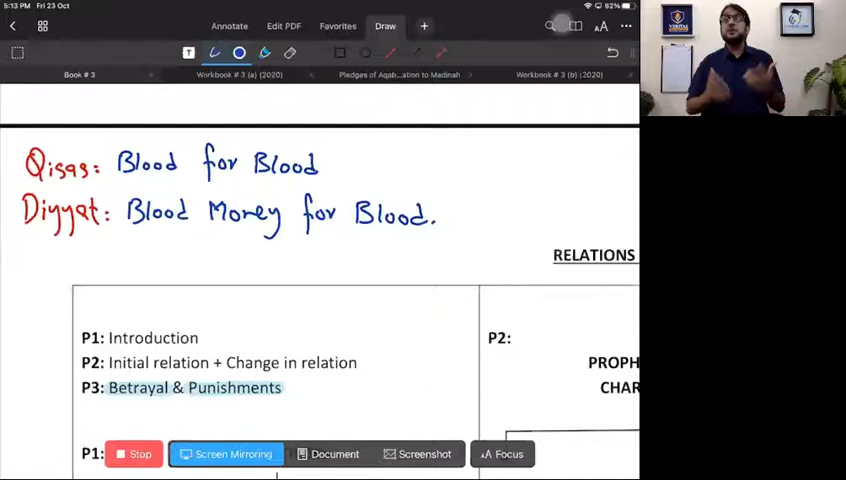 5:13 PM Fri 23 Oct
62%
Annotate Edit PDF Favorites Draw +
AA
T
Book # 3
Workbook # 3 (a) (2020)
Pledges of Aqab...ation to Madinah
Workbook # 3 (b) (2020)
Qisas: Blood for Blood
Diyyat: Blood Money for Blood.
RELATIONS
P1: Introduction
P2: Initial relation + Change in relation
P3: Betrayal & Punishments
P2:
PROPH
CHAR
P1:
Stop
Screen Mirroring
Document
Screenshot
AA Focus